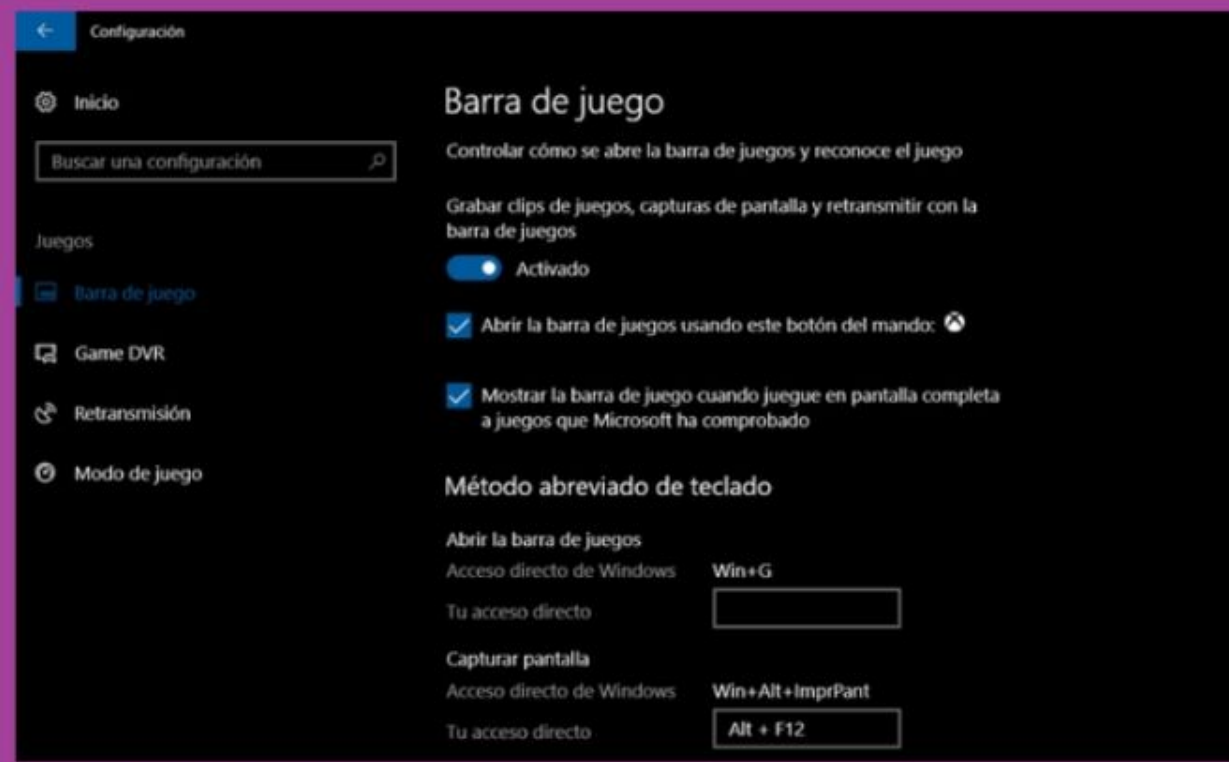 Configuración
Inicio
Buscar una configuración
Juegos
Barra de juego
Game DVR
Retransmisión
Modo de juego
Barra de juego
Controlar cómo se abre la barra de juegos y reconoce el juego
Grabar clips de juegos, capturas de pantalla y retransmitir con la
barra de juegos
Activado
Abrir la barra de juegos usando este botón del mando:
Mostrar la barra de juego cuando juegue en pantalla completa
a juegos que Microsoft ha comprobado
Método abreviado de teclado
Abrir la barra de juegos
Acceso directo de Windows Win+G
Tu acceso directo
Capturar pantalla
Acceso directo de Windows Win+Alt+ImprPant
Tu acceso directo Alt + F12